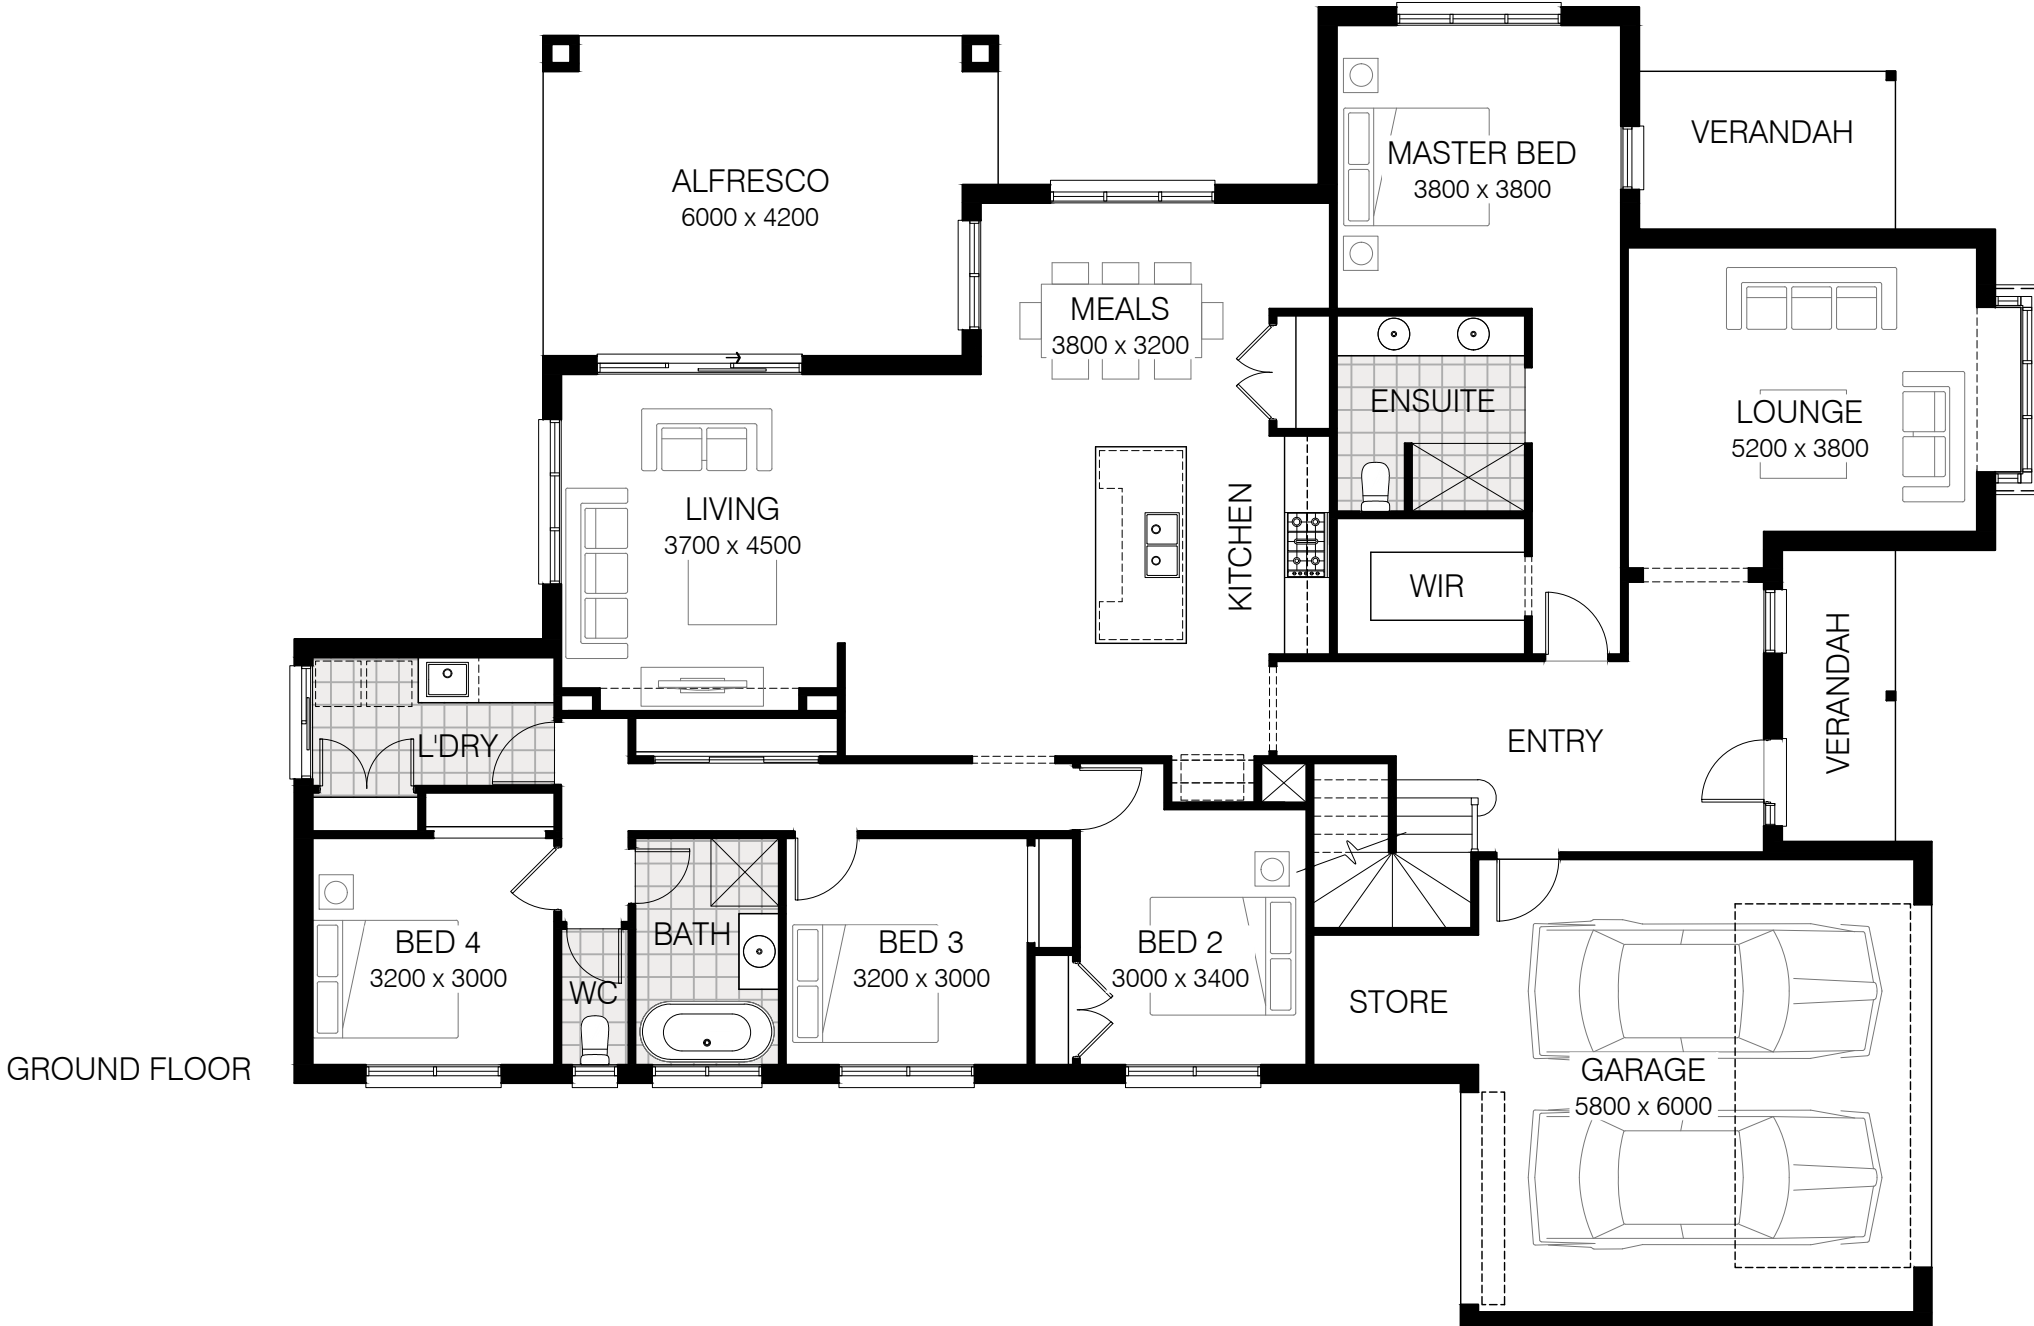 ALFRESCO
6000 x 4200
MASTER BED
3800 x 3800
VERANDAH
MEALS
3800 x 3200
ENSUITE
LOUNGE
5200 x 3800
LIVING
3700 x 4500
KITCHEN
WIR
VERANDAH
L'DRY
ENTRY
BED 4
3200 x 3000
WC
BATH
BED 3
3200 x 3000
BED 2
3000 x 3400
STORE
GARAGE
5800 x 6000
GROUND FLOOR